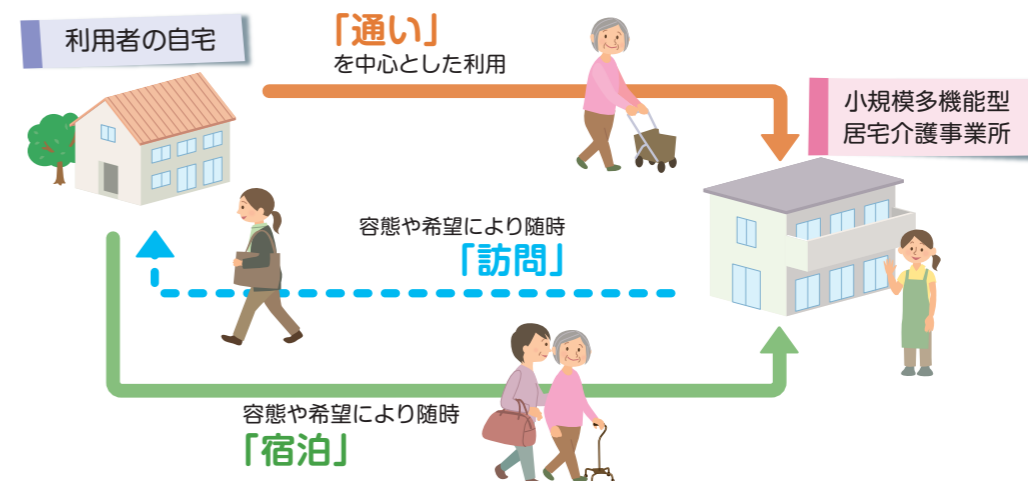 利用者の自宅
「通い」
を中心とした利用
小規模多機能型
居宅介護事業所
容態や希望により随時
「訪問」
容態や希望により随時
「宿泊」